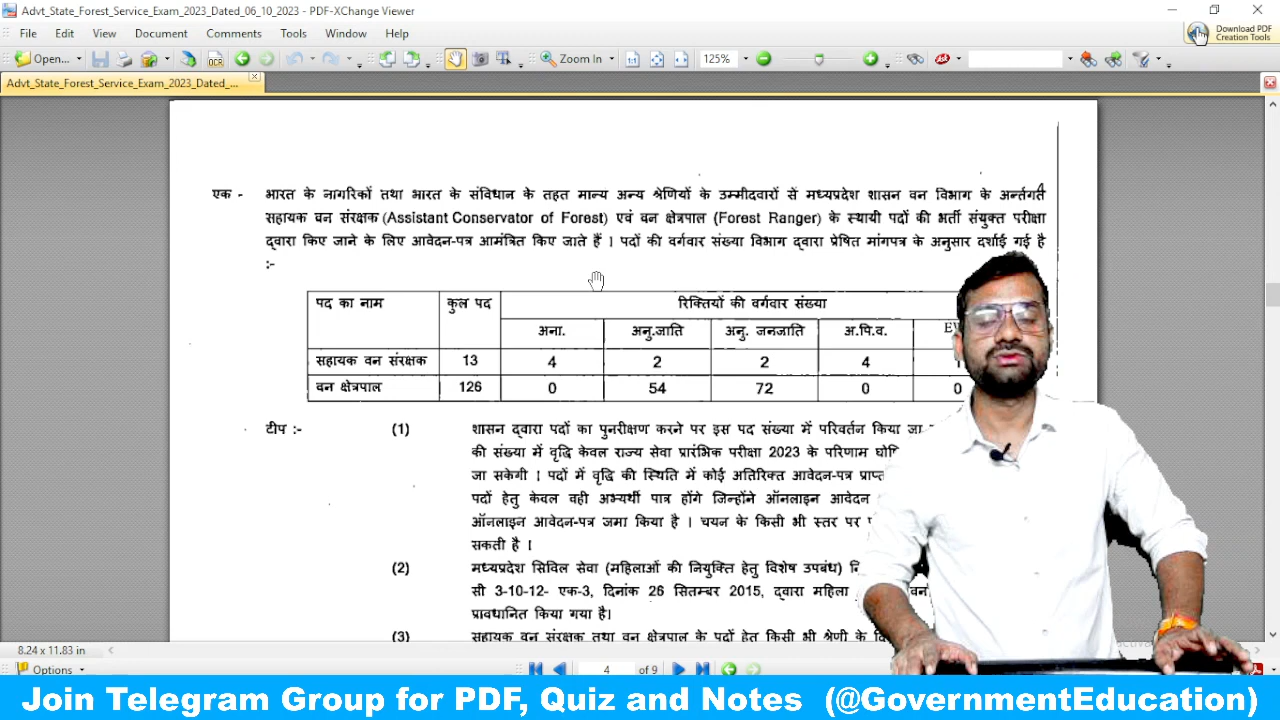 Advt_State_Forest_Service_Exam_2023_Dated_06_10_2023 - PDF-XChange Viewer
File Edit View Document Comments Tools Window Help
Download PDF
Creation Tools
Open... OCR Zoom In 125%
Advt_State_Forest_Service_Exam_2023_Dated_...
4
एक - भारत के नागरिकों तथा भारत के संविधान के तहत मान्य अन्य श्रेणियों के उम्मीदवारों से मध्यप्रदेश शासन वन विभाग के अर्न्तगत
सहायक वन संरक्षक (Assistant Conservator of Forest) एवं वन क्षेत्रपाल (Forest Ranger) के स्थायी पदों की भर्ती संयुक्त परीक्षा
द्वारा किए जाने के लिए आवेदन-पत्र आमंत्रित किए जाते हैं । पदों की वर्गवार संख्या विभाग द्वारा प्रेषित मांगपत्र के अनुसार दर्शाई गई है
:-
पद का नाम कुल पद रिक्तियों की वर्गवार संख्या
अना. अनु.जाति अनु. जनजाति अ.पि.व.
सहायक वन संरक्षक 13 4 2 2 4 1
वन क्षेत्रपाल 126 0 54 72 0 0
टीप :- (1) शासन द्वारा पदों का पुनरीक्षण करने पर इस पद संख्या में परिवर्तन किया जा
की संख्या में वृद्धि केवल राज्य सेवा प्रारंभिक परीक्षा 2023 के परिणाम
जा सकेगी । पदों में वृद्धि की स्थिति में कोई अतिरिक्त आवेदन-पत्र
पदों हेतु केवल वही अभ्यर्थी पात्र होंगे जिन्होंने ऑनलाइन आवेदन
ऑनलाइन आवेदन-पत्र जमा किया है । चयन के किसी भी स्तर पर
सकती है ।
(2) मध्यप्रदेश सिविल सेवा (महिलाओं की नियुक्ति हेतु विशेष उपबंध)
सी 3-10-12- एक-3, दिनांक 26 सितम्बर 2015, द्वारा महिला वन
प्रावधानित किया गया है।
(3) सहायक वन संरक्षक तथा वन क्षेत्रपाल के पदों हेतु किसी भी श्रेणी के
8.24 x 11.83 in
Options 4 of 9
Join Telegram Group for PDF, Quiz and Notes (@GovernmentEducation)